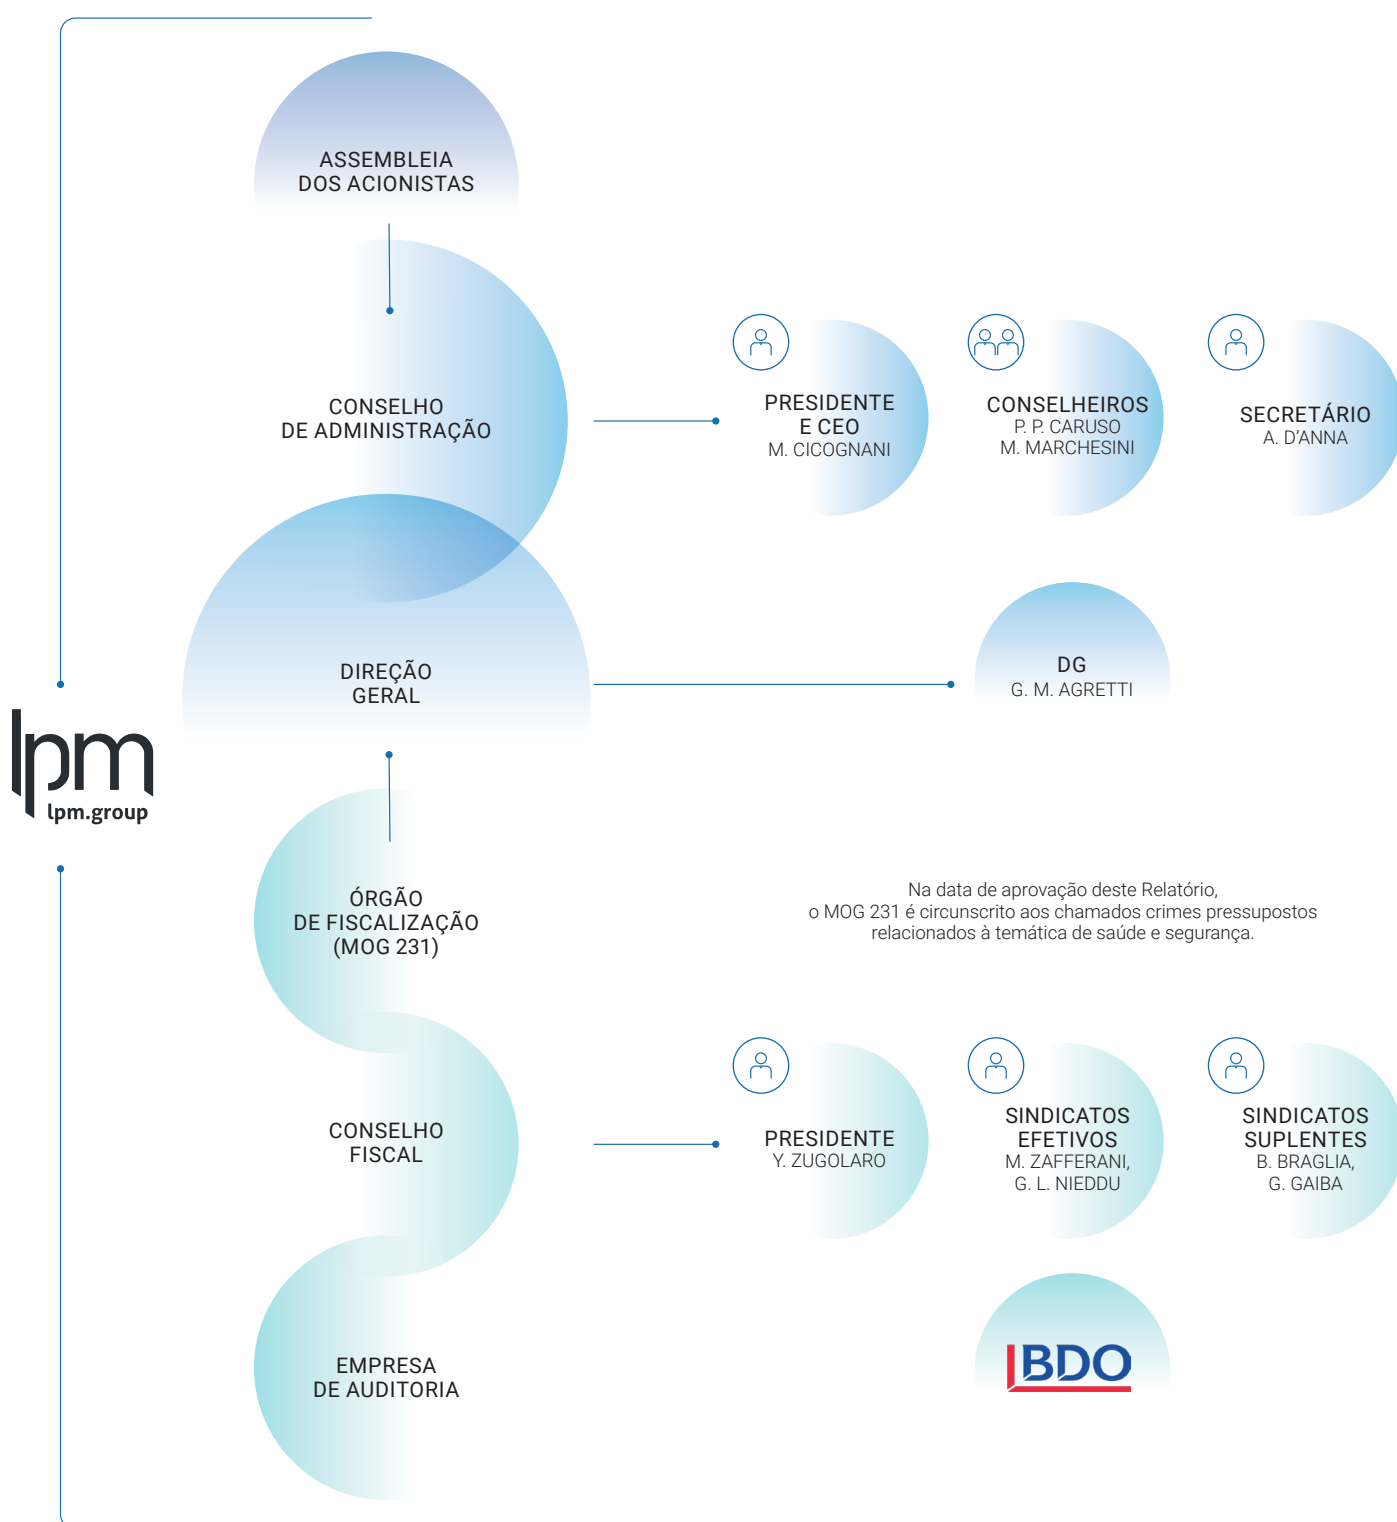 ASSEMBLEIA
DOS ACIONISTAS
CONSELHO
DE ADMINISTRAÇÃO
PRESIDENTE
E CEO
M. CICOGNANI
CONSELHEIROS
P. P. CARUSO
M. MARCHESINI
SECRETÁRIO
A. D’ANNA
DIREÇÃO
GERAL
DG
G. M. AGRETTI
lpm
lpm.group
ÓRGÃO
DE FISCALIZAÇÃO
(MOG 231)
Na data de aprovação deste Relatório,
o MOG 231 é circunscrito aos chamados crimes pressupostos
relacionados à temática de saúde e segurança.
CONSELHO
FISCAL
PRESIDENTE
Y. ZUGOLARO
SINDICATOS
EFETIVOS
M. ZAFFERANI,
G. L. NIEDDU
SINDICATOS
SUPLENTES
B. BRAGLIA,
G. GAIBA
EMPRESA
DE AUDITORIA
BDO